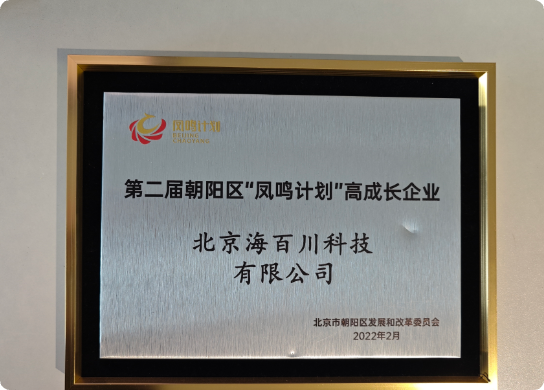 凤鸣计划
BEIJING
CHAOYANG
第二届朝阳区“凤鸣计划”高成长企业
北京海百川科技
有限公司
北京市朝阳区发展和改革委员会
2022年2月